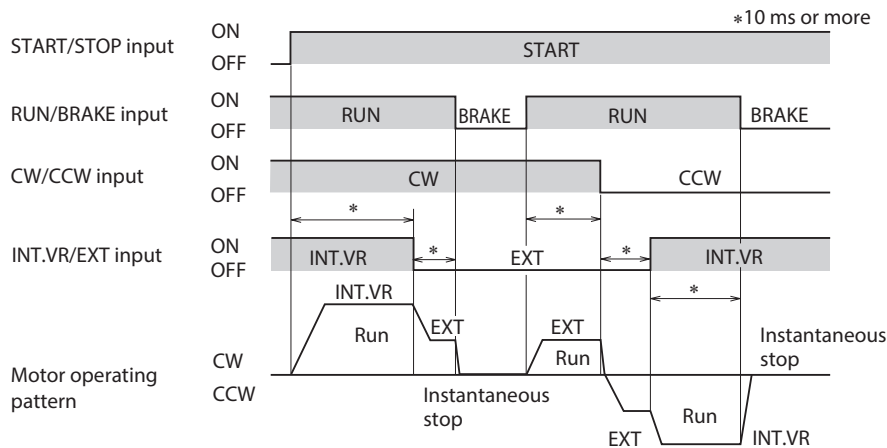 *10 ms or more
START/STOP input
ON
OFF
START
RUN/BRAKE input
ON
OFF
RUN
BRAKE
RUN
BRAKE
CW/CCW input
ON
OFF
CW
CCW
*
*
INT.VR/EXT input
ON
OFF
INT.VR
*
EXT
*
INT.VR
*
INT.VR
Run
EXT
EXT
Run
Instantaneous
stop
Motor operating
pattern
CW
CCW
Instantaneous
stop
Run
EXT
INT.VR